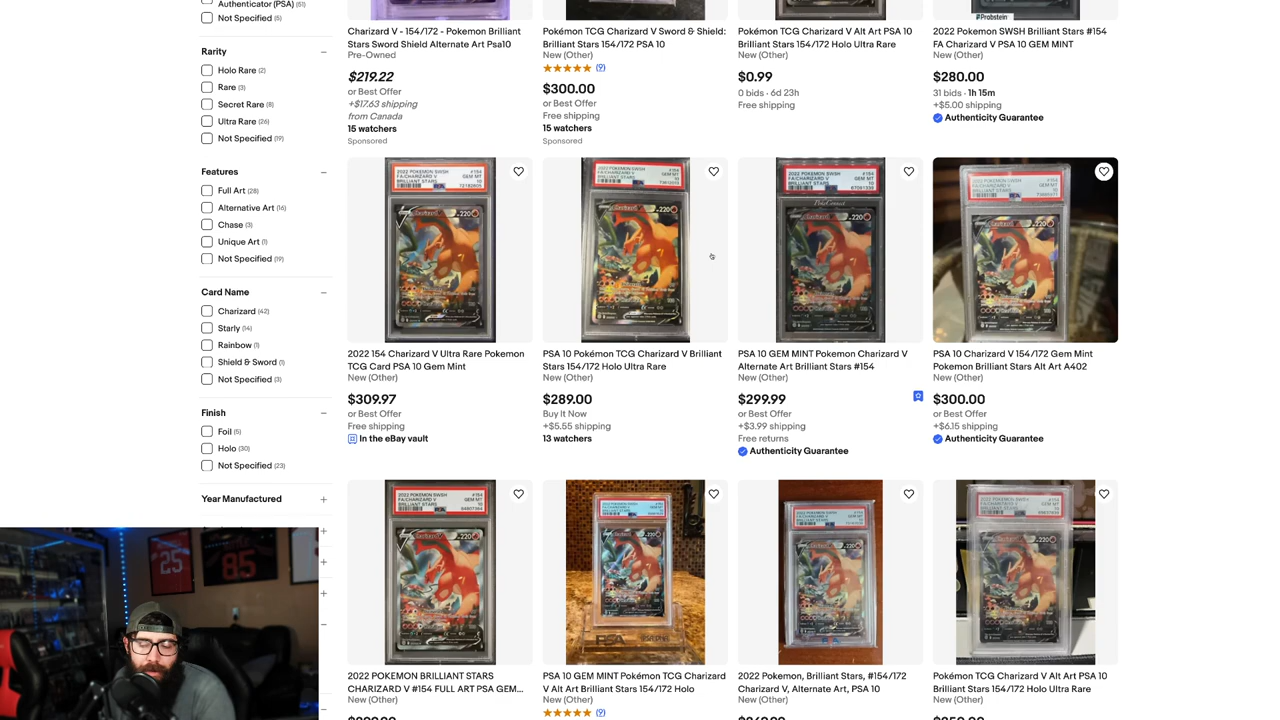 Authenticator (PSA) (51)
Not Specified (5)
Rarity
Holo Rare (2)
Rare (3)
Secret Rare (8)
Ultra Rare (26)
Not Specified (19)
Features
Full Art (28)
Alternative Art (16)
Chase (3)
Unique Art (1)
Not Specified (19)
Card Name
Charizard (42)
Starly (14)
Rainbow (1)
Shield & Sword (1)
Not Specified (3)
Finish
Foil (5)
Holo (30)
Not Specified (23)
Year Manufactured
Charizard V - 154/172 - Pokemon Brilliant
Stars Sword Shield Alternate Art Psa10
Pre-Owned
$219.22
or Best Offer
+$17.63 shipping
from Canada
15 watchers
Sponsored
Pokémon TCG Charizard V Sword & Shield:
Brilliant Stars 154/172 PSA 10
New (Other)
(9)
$300.00
or Best Offer
Free shipping
15 watchers
Sponsored
Pokémon TCG Charizard V Alt Art PSA 10
Brilliant Stars 154/172 Holo Ultra Rare
New (Other)
$0.99
0 bids · 6d 23h
Free shipping
#Probstein
2022 Pokemon SWSH Brilliant Stars #154
FA Charizard V PSA 10 GEM MINT
New (Other)
$280.00
31 bids · 1h 15m
+$5.00 shipping
Authenticity Guarantee
2022 154 Charizard V Ultra Rare Pokemon
TCG Card PSA 10 Gem Mint
New (Other)
$309.97
or Best Offer
Free shipping
In the eBay vault
PSA 10 Pokémon TCG Charizard V Brilliant
Stars 154/172 Holo Ultra Rare
New (Other)
$289.00
Buy It Now
+$5.55 shipping
13 watchers
PSA 10 GEM MINT Pokemon Charizard V
Alternate Art Brilliant Stars #154
New (Other)
$299.99
or Best Offer
+$3.99 shipping
Free returns
Authenticity Guarantee
PSA 10 Charizard V 154/172 Gem Mint
Pokemon Brilliant Stars Alt Art A402
New (Other)
$300.00
or Best Offer
+$6.15 shipping
Authenticity Guarantee
2022 POKEMON BRILLIANT STARS
CHARIZARD V #154 FULL ART PSA GEM...
New (Other)
PSA 10 GEM MINT Pokémon TCG Charizard
V Alt Art Brilliant Stars 154/172 Holo
New (Other)
(9)
2022 Pokemon, Brilliant Stars, #154/172
Charizard V, Alternate Art, PSA 10
New (Other)
Pokémon TCG Charizard V Alt Art PSA 10
Brilliant Stars 154/172 Holo Ultra Rare
New (Other)
25
85